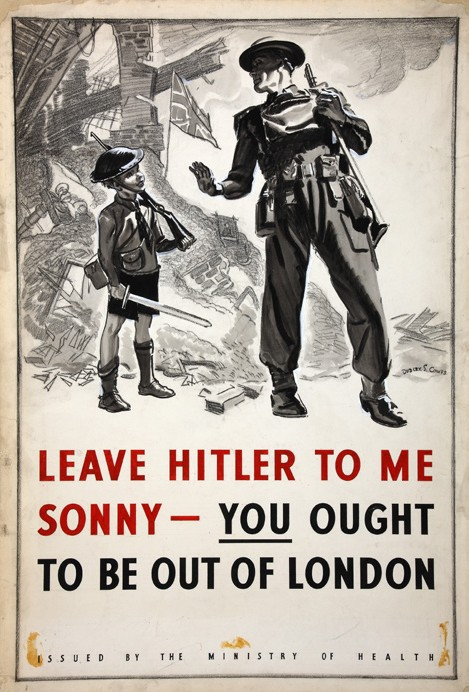 LEAVE HITLER TO ME
SONNY— YOU OUGHT
TO BE OUT OF LONDON
ISSUED BY THE MINISTRY OF HEALTH